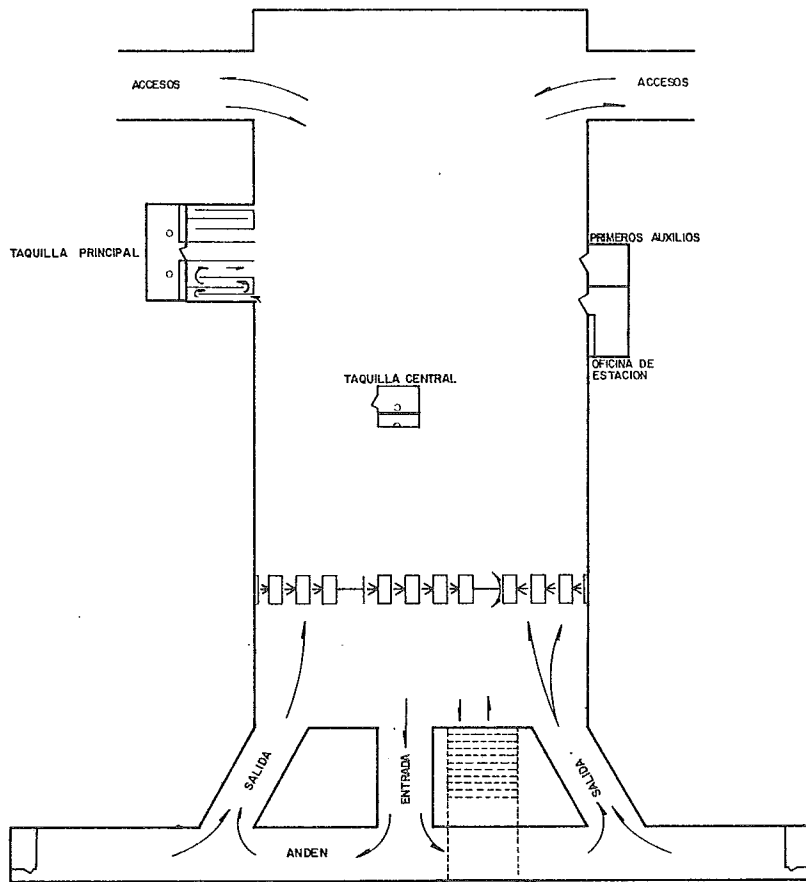 ACCESOS
ACCESOS
TAQUILLA PRINCIPAL
PRIMEROS AUXILIOS
OFICINA DE
ESTACION
TAQUILLA CENTRAL
SALIDA
ENTRADA
SALIDA
ANDEN